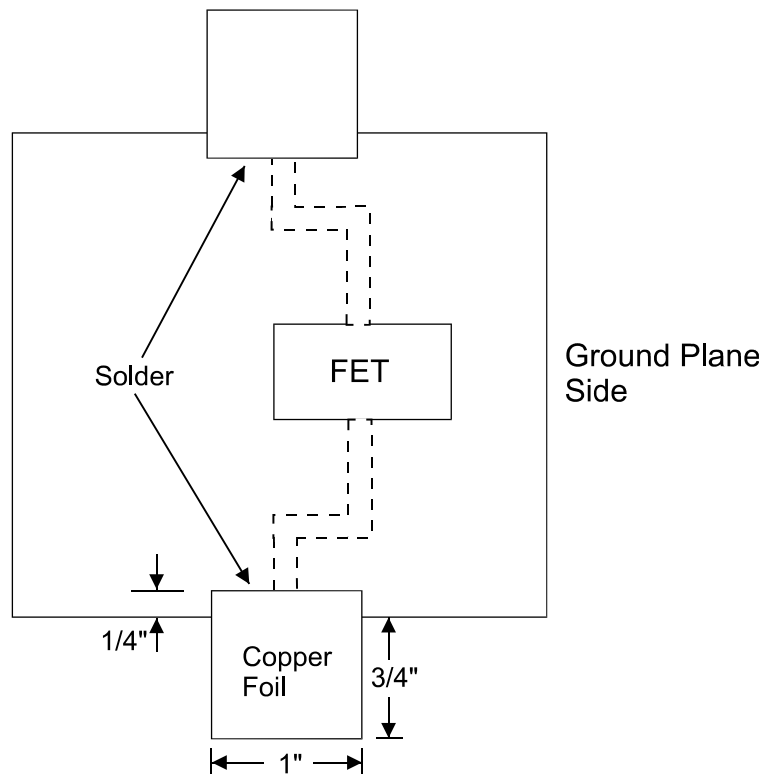 FET
Ground Plane
Side
Solder
1/4"
Copper
Foil
3/4"
1"